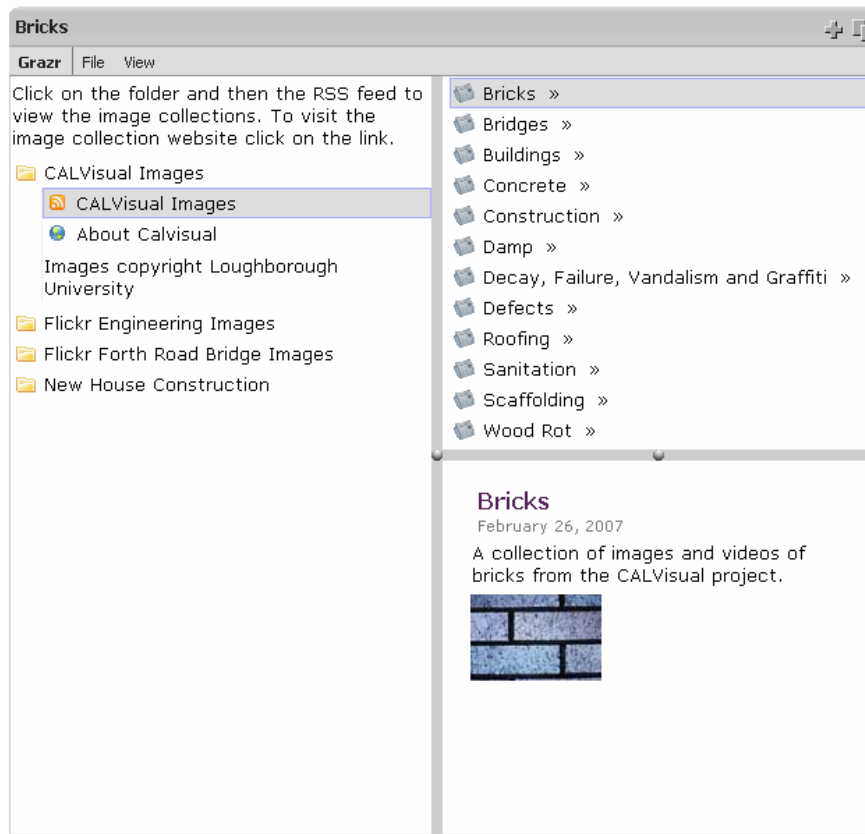 Bricks
Grazr File View
Click on the folder and then the RSS feed to
view the image collections. To visit the
image collection website click on the link.
CALVisual Images
CALVisual Images
About Calvisual
Images copyright Loughborough
University
Flickr Engineering Images
Flickr Forth Road Bridge Images
New House Construction
Bricks »
Bridges »
Buildings »
Concrete »
Construction »
Damp »
Decay, Failure, Vandalism and Graffiti »
Defects »
Roofing »
Sanitation »
Scaffolding »
Wood Rot »
Bricks
February 26, 2007
A collection of images and videos of
bricks from the CALVisual project.